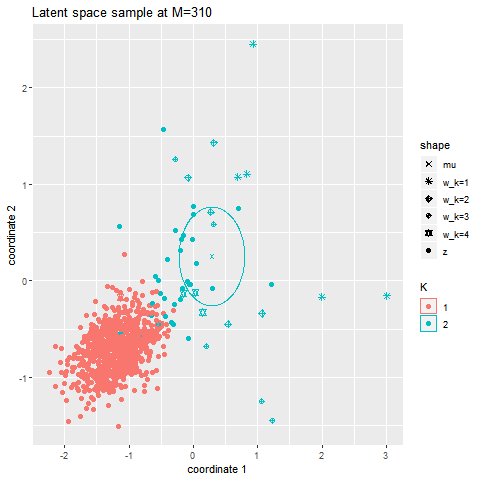 Latent space sample at M=310
coordinate 2
2
1
0
-1
-2
-1
0
1
2
3
coordinate 1
shape
mu
w_k=1
w_k=2
w_k=3
w_k=4
z
K
1
2